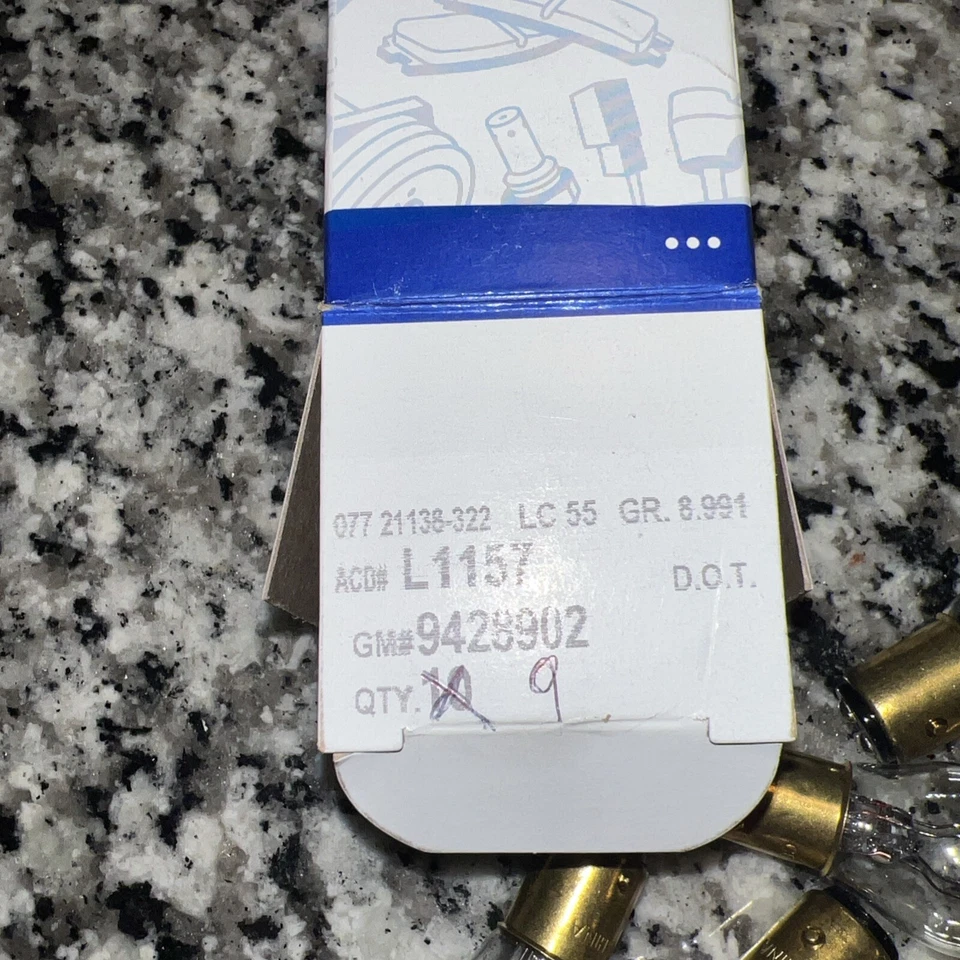 077 21138-322 LC 55 GR. 8.991
ACD# L1157 D.O.T.
GM# 9428902
QTY. 10 9